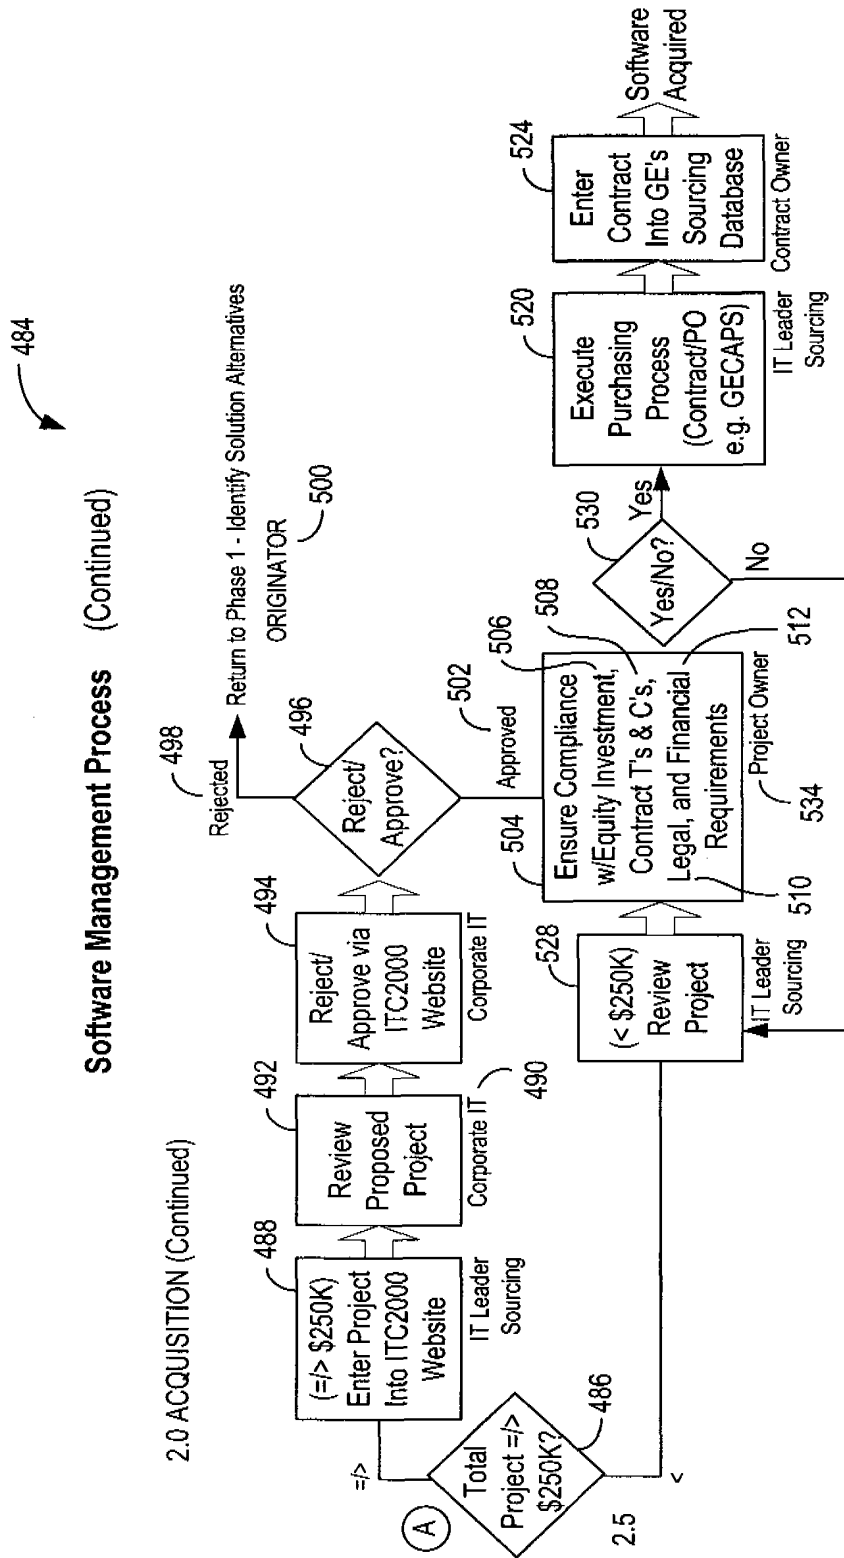 484
Software Management Process (Continued)
2.0 ACQUISITION (Continued)
A
Total
Project =/>
$250K?
486
2.5
=/>
<
488
(=/> $250K)
Enter Project
Into ITC2000
Website
IT Leader
Sourcing
492
Review
Proposed
Project
Corporate IT
490
494
Reject/
Approve via
ITC2000
Website
Corporate IT
496
Reject/
Approve?
498
Rejected
Return to Phase 1 - Identify Solution Alternatives
ORIGINATOR
500
502
Approved
528
(< $250K)
Review
Project
IT Leader
Sourcing
504
Ensure Compliance
w/Equity Investment,
Contract T's & C's,
Legal, and Financial
Requirements
506
508
510
512
Project Owner
534
530
Yes/No?
Yes
No
520
Execute
Purchasing
Process
(Contract/PO
e.g. GECAPS)
IT Leader
Sourcing
524
Enter
Contract
Into GE's
Sourcing
Database
Contract Owner
Software
Acquired